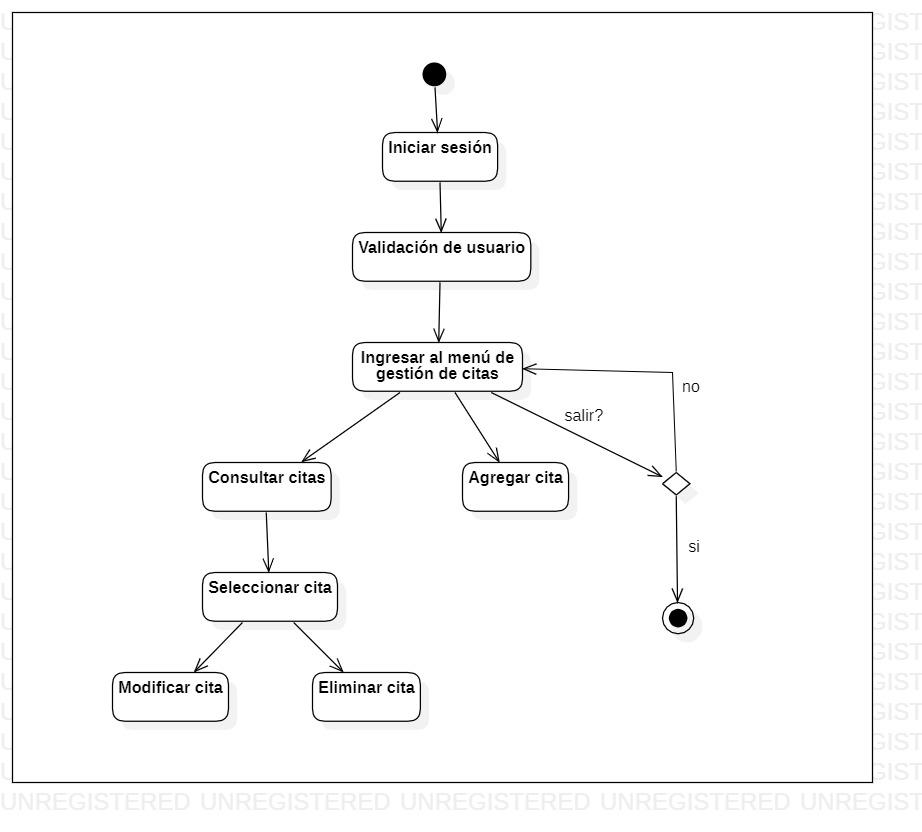 Iniciar sesión
Validación de usuario
Ingresar al menú de
gestión de citas
no
salir?
Consultar citas
Agregar cita
si
Seleccionar cita
Modificar cita
Eliminar cita
UNREGISTERED UNREGISTERED UNREGISTERED UNREGISTERED UNREGIST